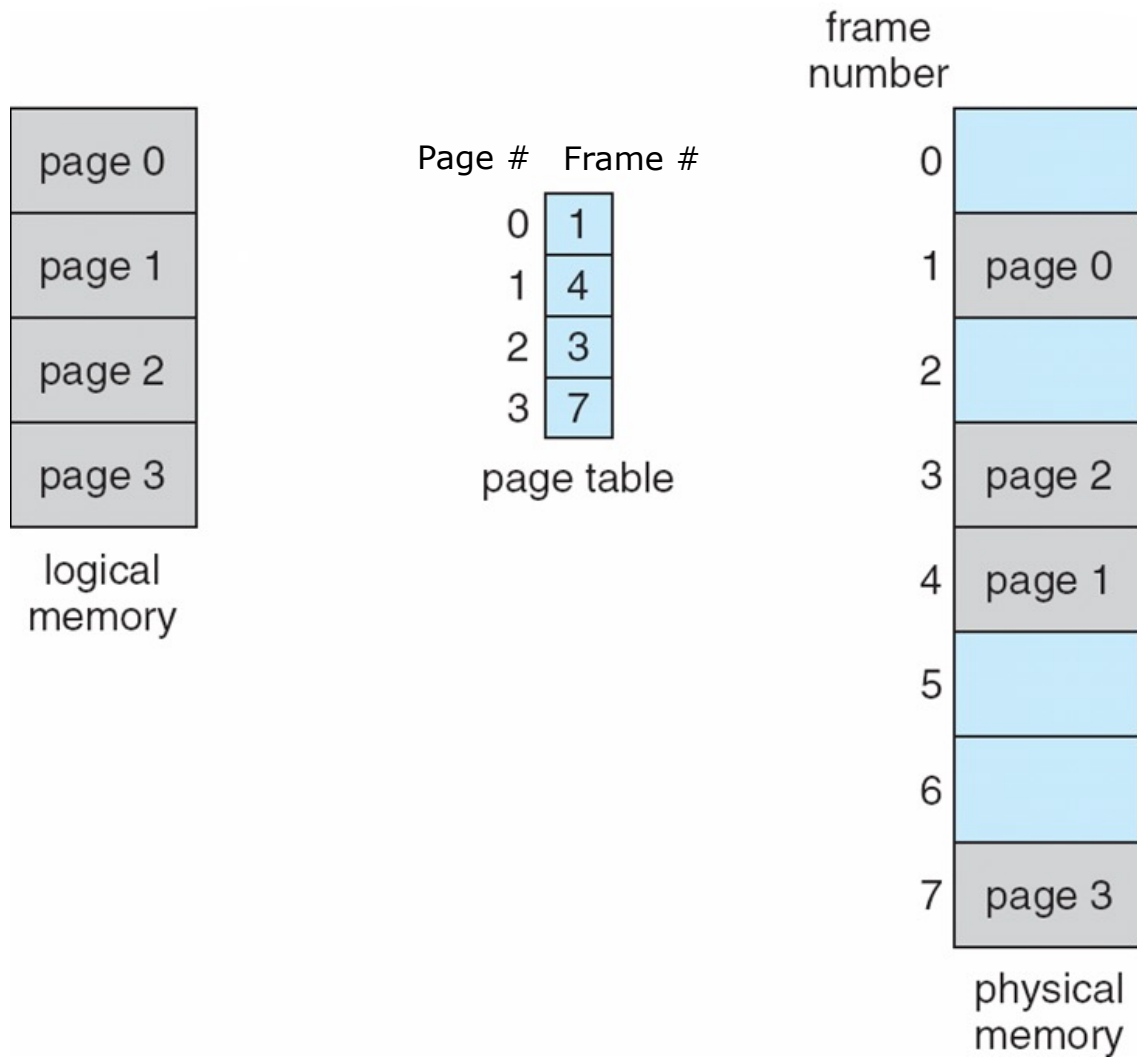 page 0
page 1
page 2
page 3
logical
memory
Page # Frame #
0 1
1 4
2 3
3 7
page table
frame
number
0
1 page 0
2
3 page 2
4 page 1
5
6
7 page 3
physical
memory